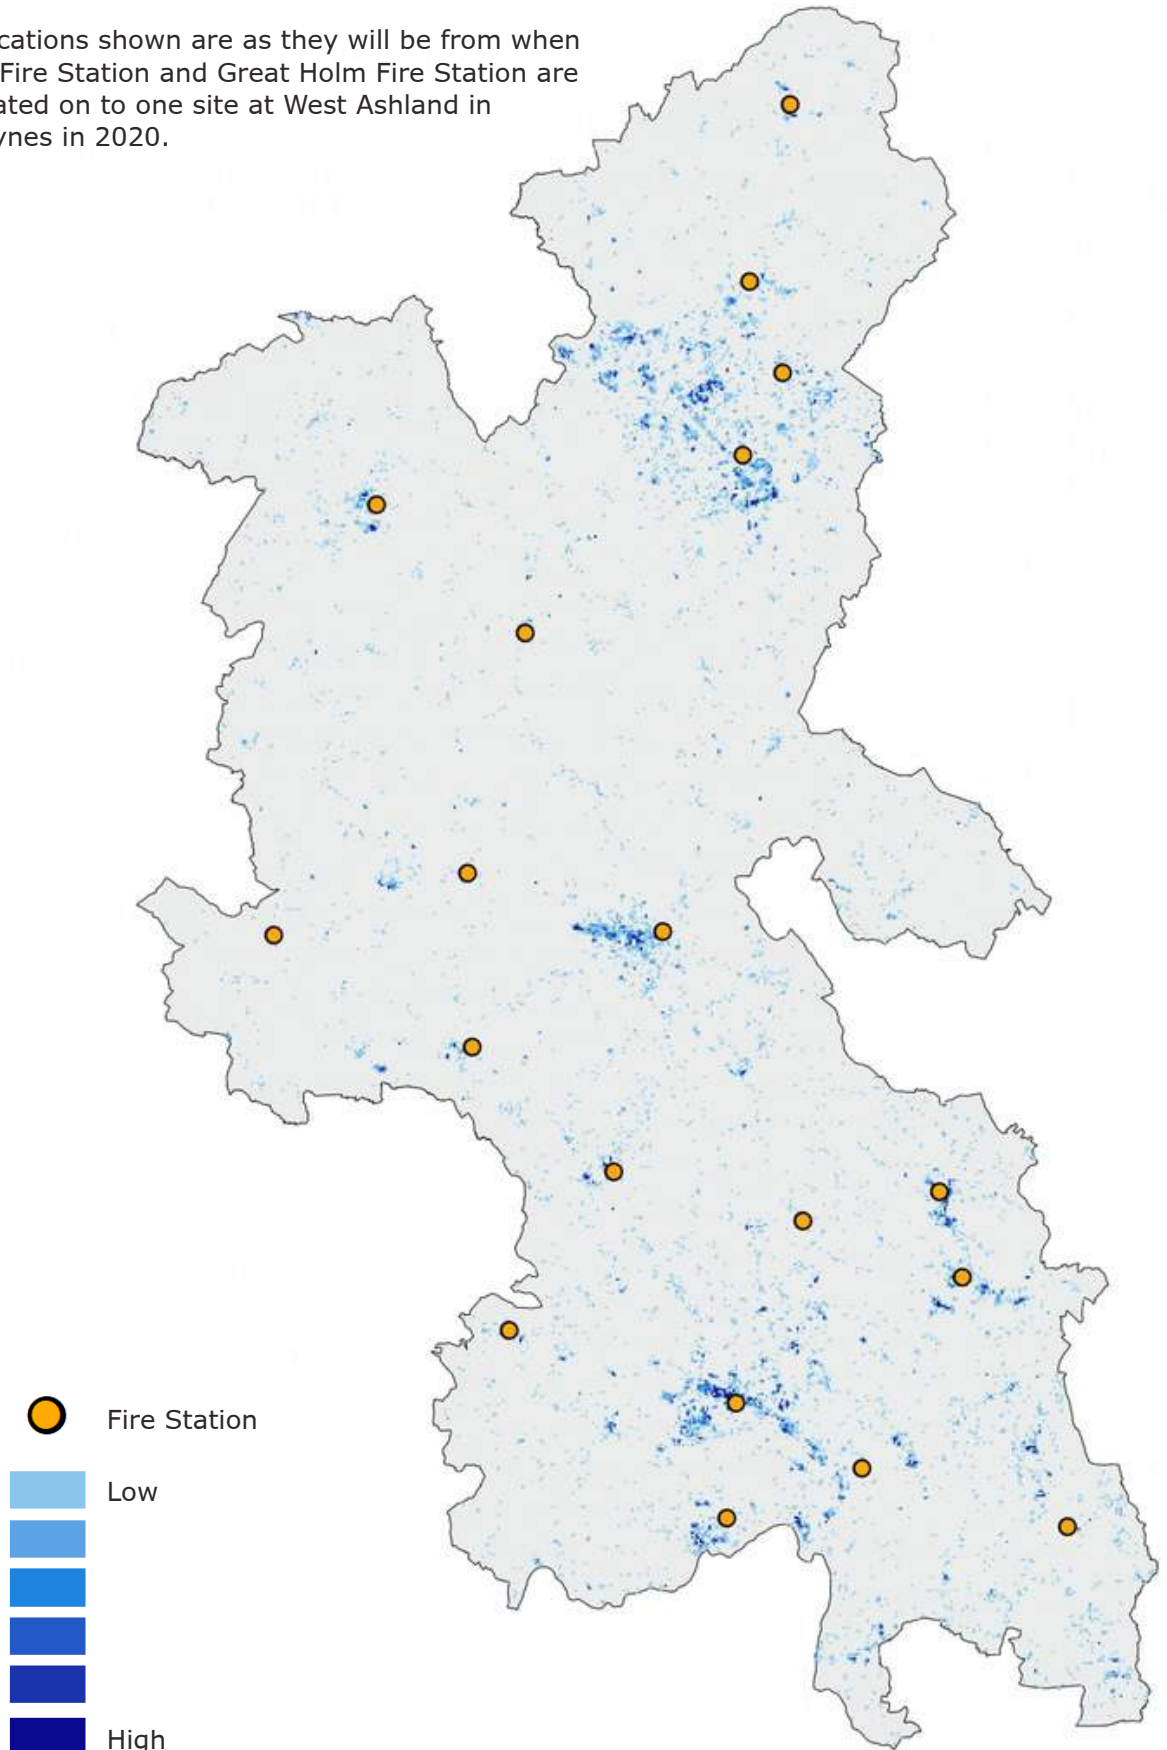 cations shown are as they will be from when
Fire Station and Great Holm Fire Station are
ated on to one site at West Ashland in
ynes in 2020.
Fire Station
Low
High